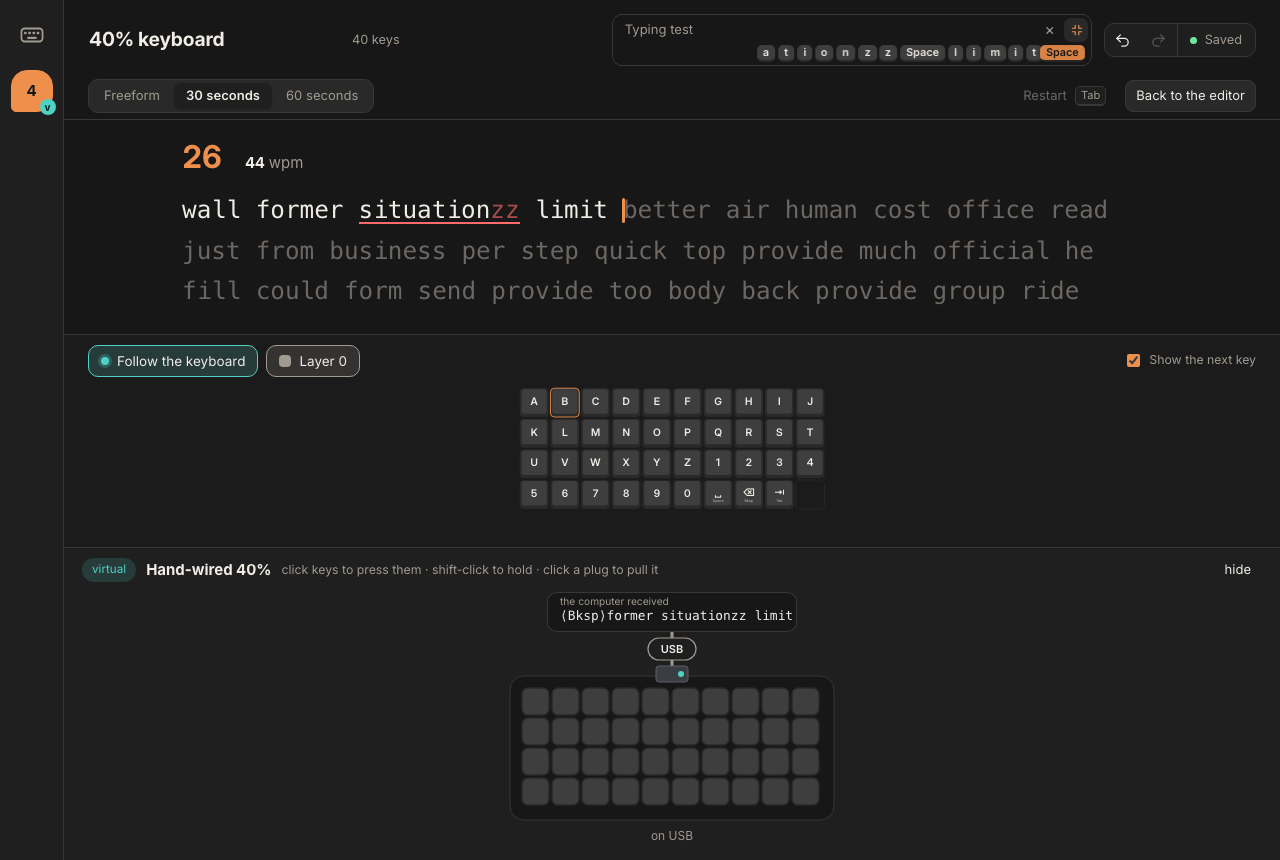 40% keyboard
40 keys
Typing test
a t i o n z z Space l i m i t Space
Saved
4
v
Freeform
30 seconds
60 seconds
Restart Tab
Back to the editor
26
44 wpm
wall former situationzz limit better air human cost office read
just from business per step quick top provide much official he
fill could form send provide too body back provide group ride
Follow the keyboard
Layer 0
Show the next key
A B C D E F G H I J
K L M N O P Q R S T
U V W X Y Z 1 2 3 4
5 6 7 8 9 0
Space Bksp Tab
virtual
Hand-wired 40%
click keys to press them · shift-click to hold · click a plug to pull it
hide
the computer received
⟨Bksp⟩former situationzz limit
USB
on USB